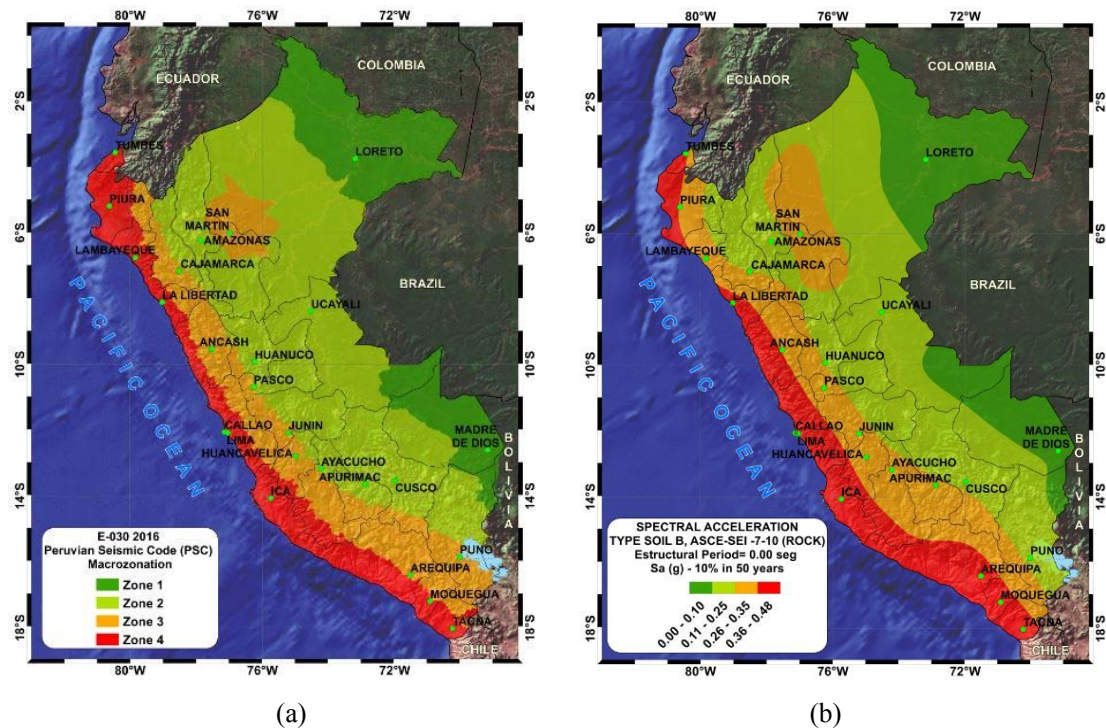 80°W 76°W 72°W
ECUADOR
COLOMBIA
2°S
TUMBES
LORETO
4°S
PIURA
SAN
MARTÍN
6°S
AMAZONAS
LAMBAYEQUE
CAJAMARCA
LA LIBERTAD
BRAZIL
UCAYALI
ANCASH
HUANUCO
10°S
PASCO
PACIFIC OCEAN
CALLAO
JUNIN
MADRE
DE DIOS
LIMA
HUANCAVELICA
AYACUCHO
APURIMAC
CUSCO
BOLIVIA
ICA
14°S
E-030 2016
Peruvian Seismic Code (PSC)
Macrozonation
Zone 1
Zone 2
Zone 3
Zone 4
PUNO
AREQUIPA
MOQUEGUA
TACNA
18°S
CHILE
80°W 76°W 72°W
(a)
80°W 76°W 72°W
ECUADOR
COLOMBIA
2°S
TUMBES
LORETO
PIURA
SAN
MARTÍN
6°S
AMAZONAS
LAMBAYEQUE
CAJAMARCA
LA LIBERTAD
BRAZIL
UCAYALI
ANCASH
HUANUCO
10°S
PASCO
PACIFIC OCEAN
CALLAO
JUNIN
MADRE
DE DIOS
LIMA
HUANCAVELICA
AYACUCHO
APURIMAC
CUSCO
BOLIVIA
ICA
14°S
SPECTRAL ACCELERATION
TYPE SOIL B, ASCE-SEI -7-10 (ROCK)
Estructural Period= 0.00 seg
Sa (g) - 10% in 50 years
0.00 - 0.10
0.11 - 0.25
0.26 - 0.35
0.36 - 0.48
PUNO
AREQUIPA
MOQUEGUA
TACNA
18°S
CHILE
80°W 76°W 72°W
(b)